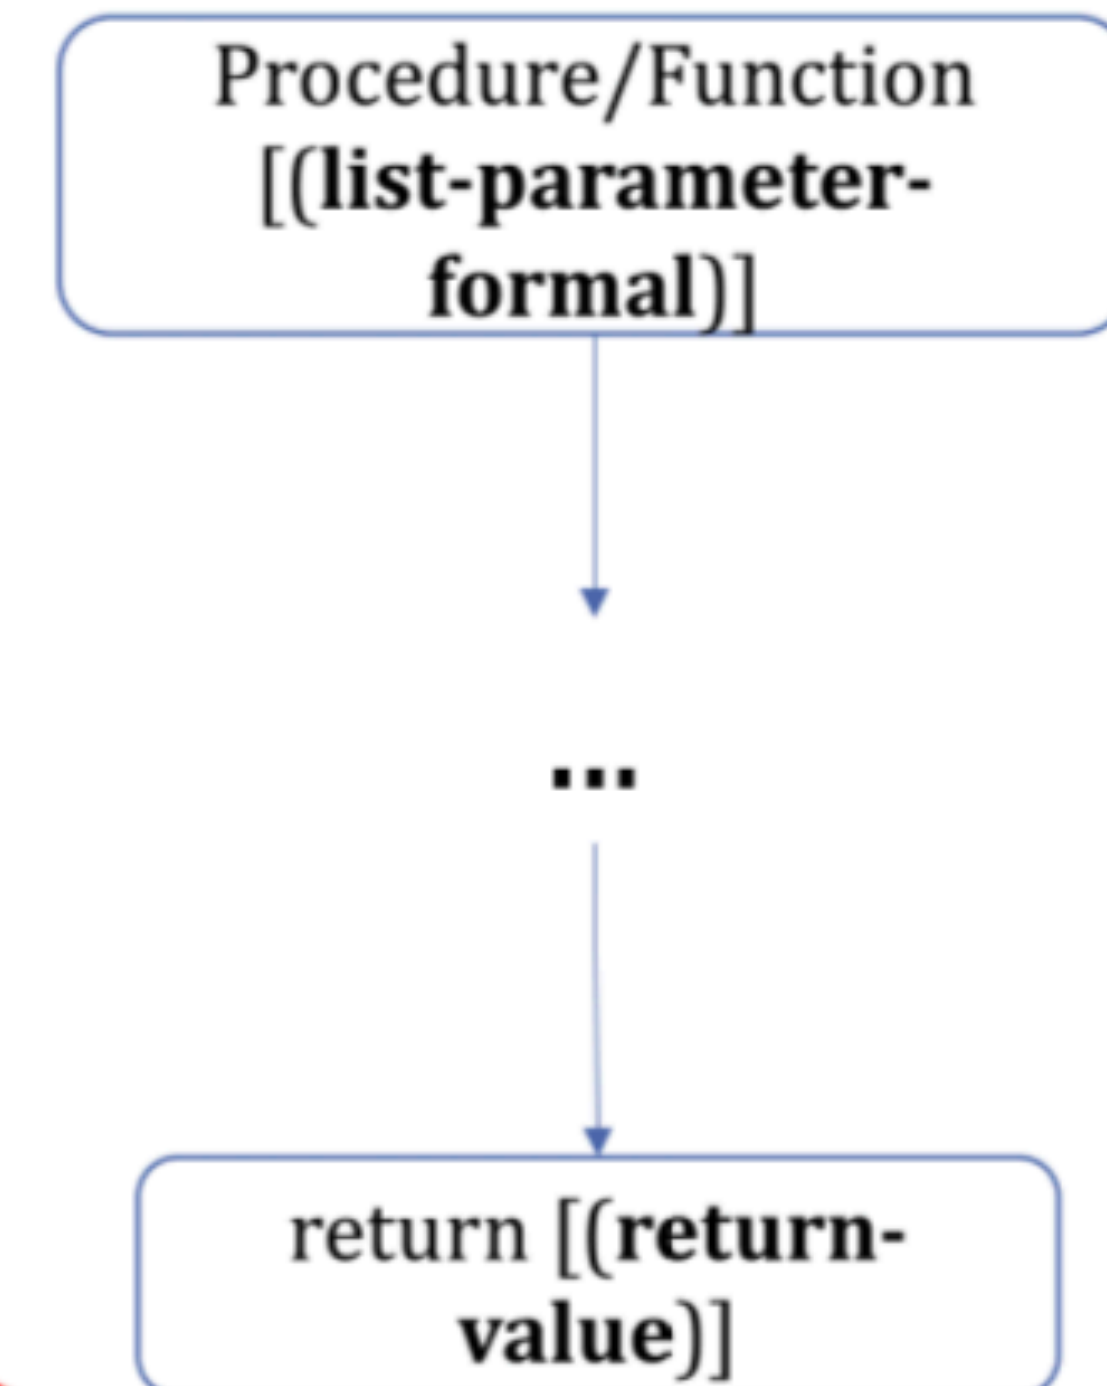 Procedure/Function
[(list-parameter-
formal)]
...
return [(return-
value)]